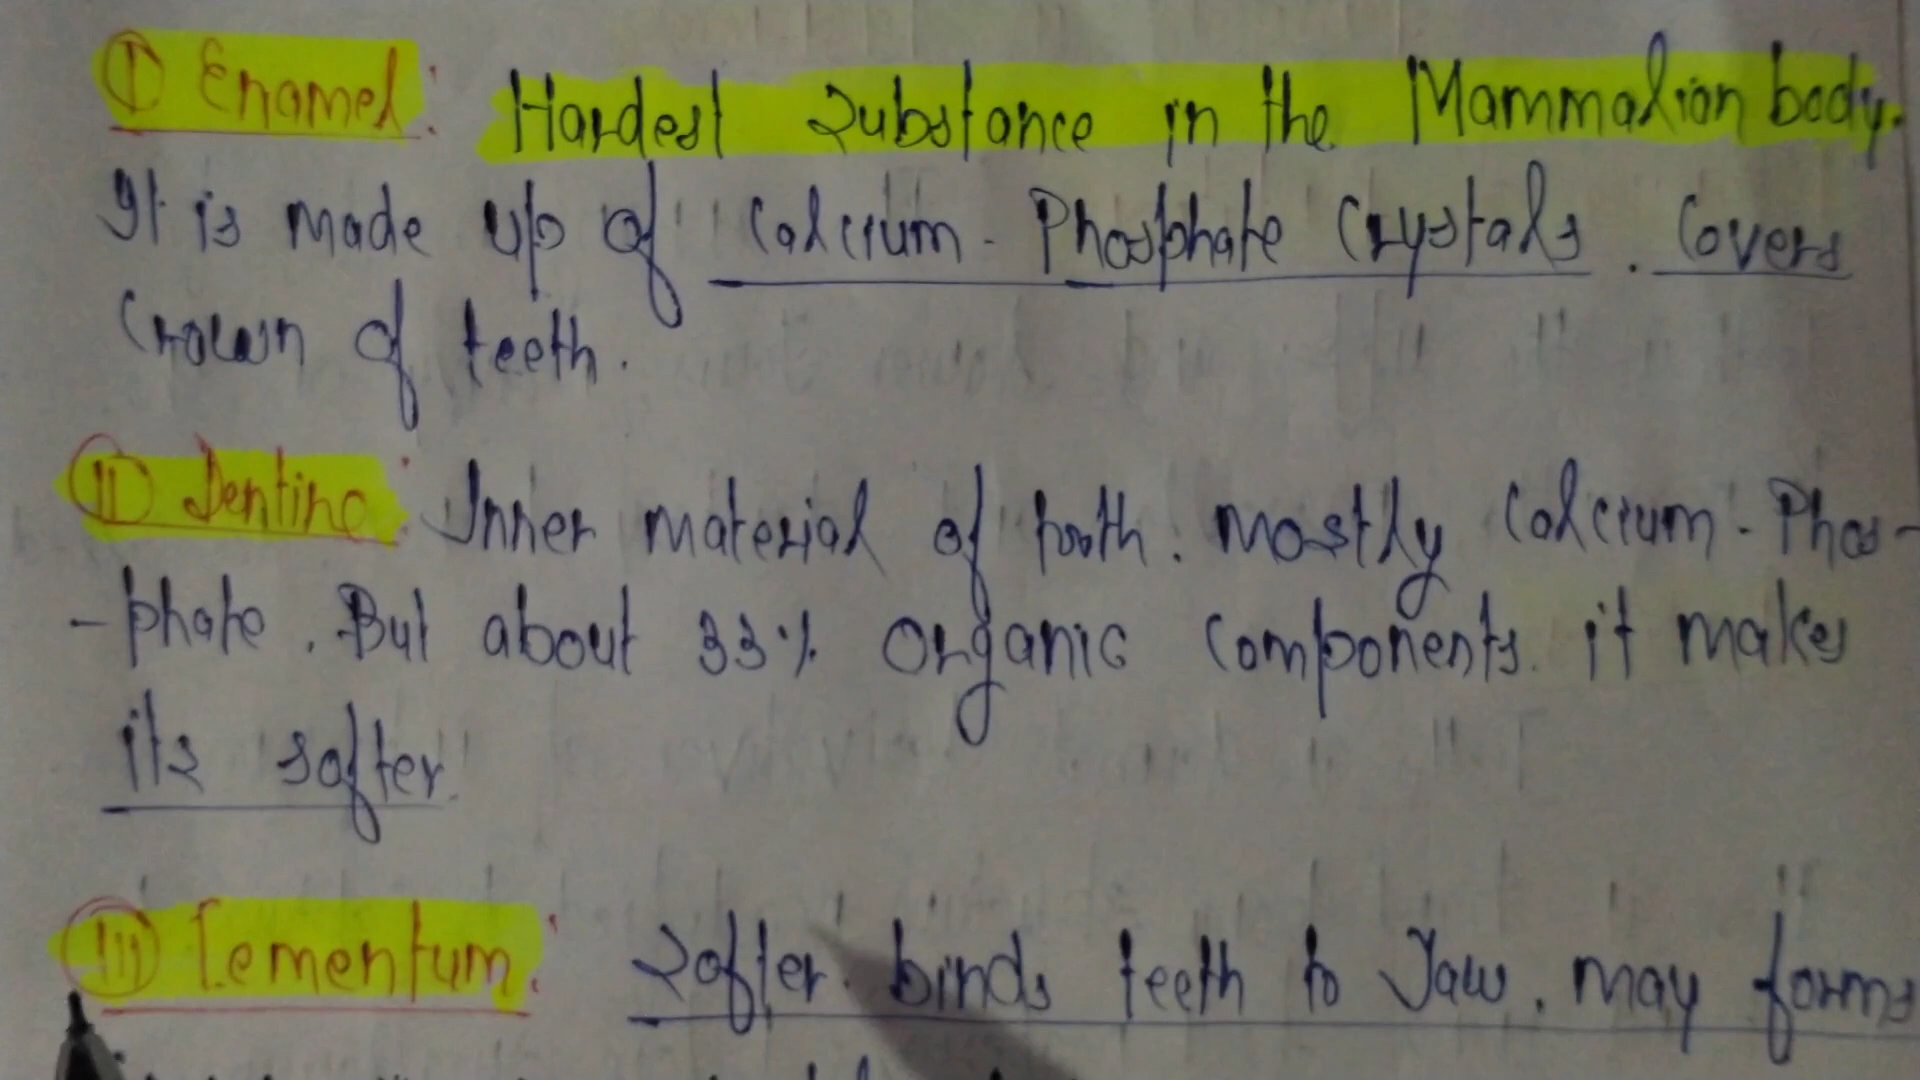 I Enamel: Hardest Substance in the Mammalian body.
It is made up of Calcium-Phosphate Crystals. Covers
Crown of teeth.
II Dentine: Inner material of tooth. mostly Calcium-Phos-
-phate. But about 33% organic components. it makes
its softer.
III Cementum: Softer. binds teeth to Jaw. may forms